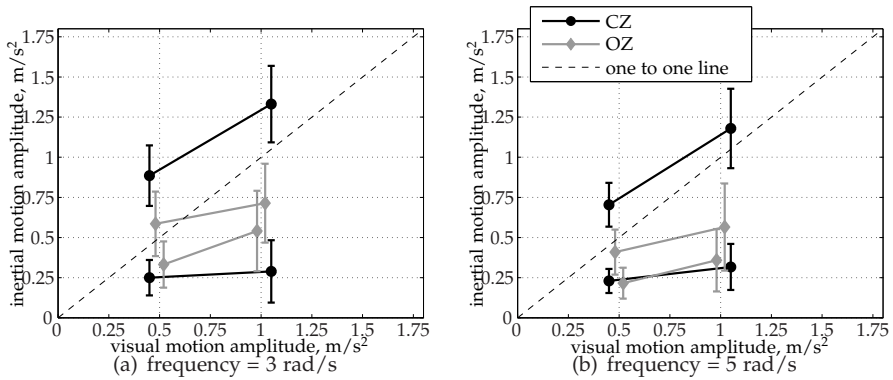 inertial motion amplitude, m/s²
1.75
1.5
1.25
1
0.75
0.5
0.25
0
0 0.25 0.5 0.75 1 1.25 1.5 1.75
visual motion amplitude, m/s²
(a) frequency = 3 rad/s
CZ
OZ
one to one line
inertial motion amplitude, m/s²
1.75
1.5
1.25
1
0.75
0.5
0.25
0
0 0.25 0.5 0.75 1 1.25 1.5 1.75
visual motion amplitude, m/s²
(b) frequency = 5 rad/s